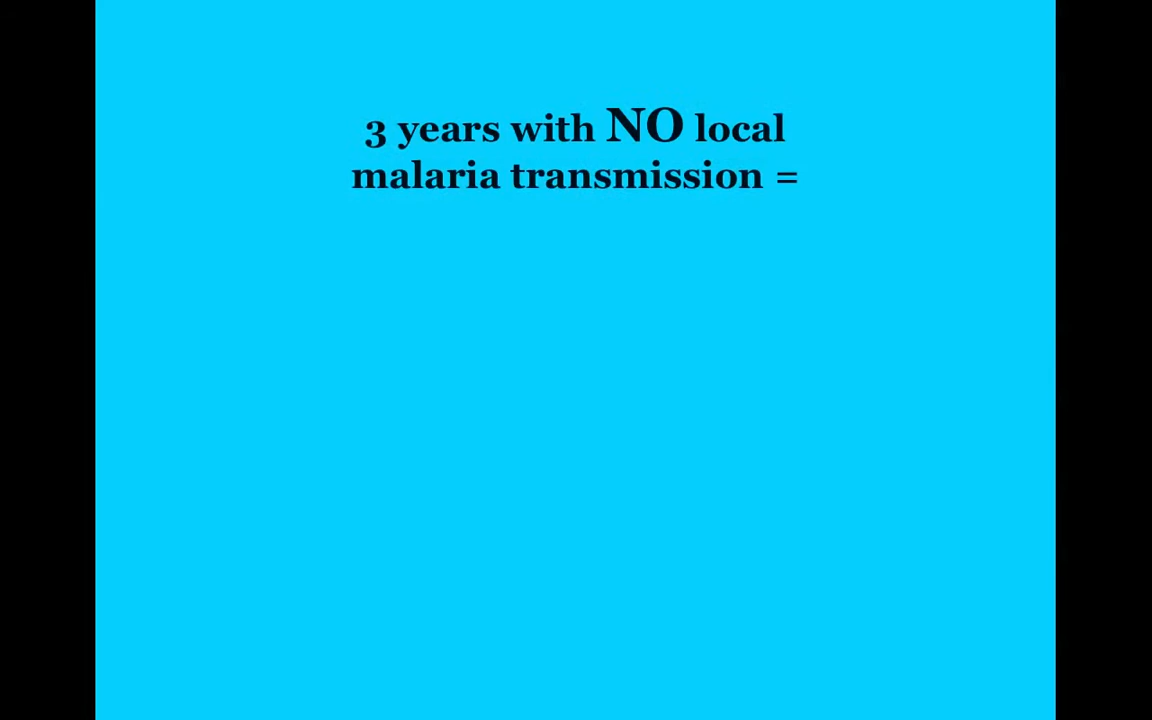 3 years with NO local
malaria transmission =